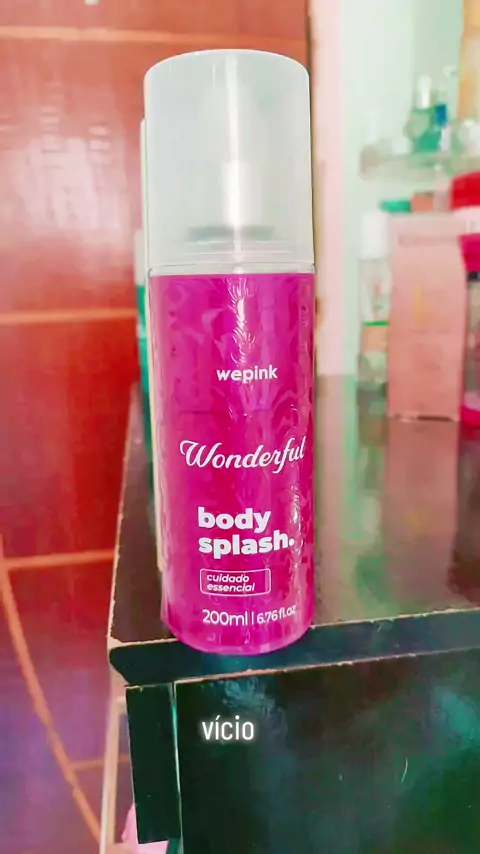 wepink
Wonderful
body
splash.
cuidado
essencial
200ml | 6.76 fl.oz
vício